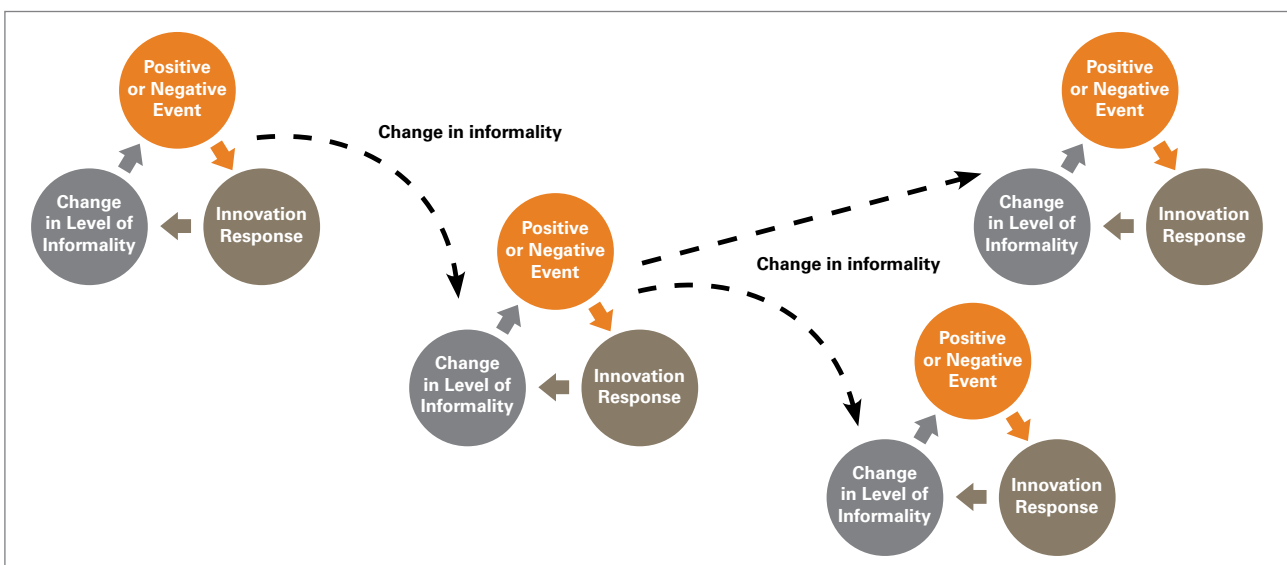 Positive
or Negative
Event
Change
in Level of
Informality
Innovation
Response
Change in informality
Positive
or Negative
Event
Change
in Level of
Informality
Innovation
Response
Change in informality
Positive
or Negative
Event
Change
in Level of
Informality
Innovation
Response
Positive
or Negative
Event
Change
in Level of
Informality
Innovation
Response